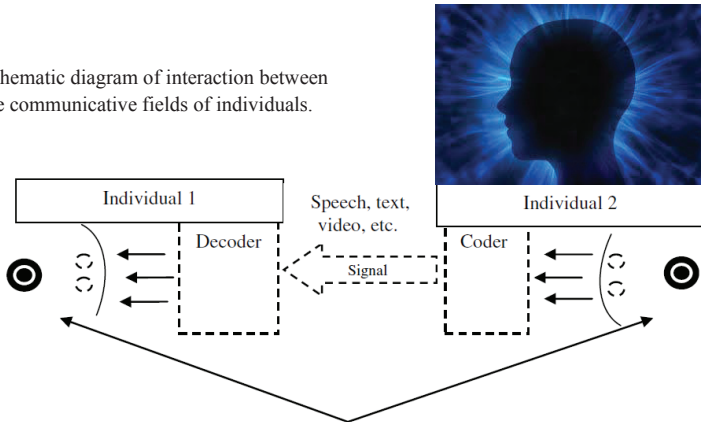 hematic diagram of interaction between
e communicative fields of individuals.
Individual 1
Speech, text,
video, etc.
Individual 2
Decoder
Signal
Coder